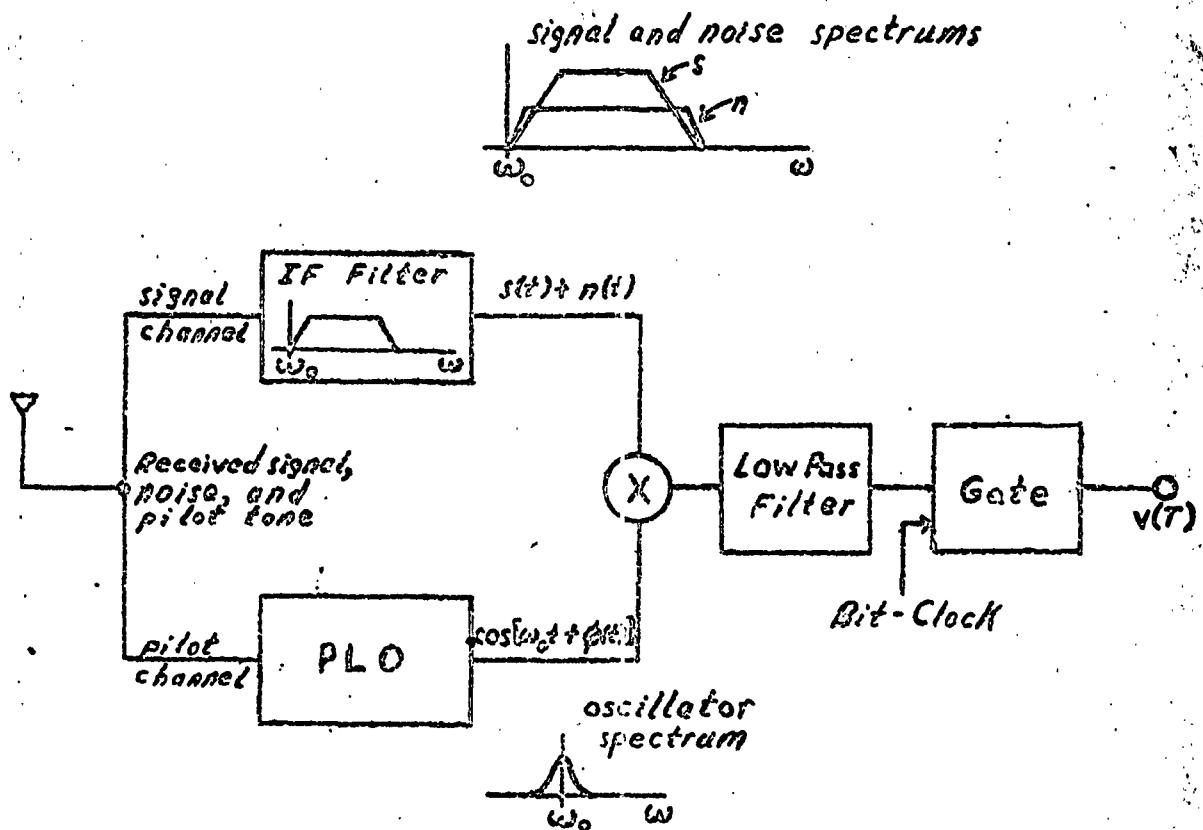 signal and noise spectrums
s
n
ω₀
ω
IF Filter
ω₀
ω
signal
channel
s(t) + n(t)
Received signal,
noise, and
pilot tone
X
Low Pass
Filter
Gate
v(T)
Bit-Clock
pilot
channel
PLO
cos[ω₀t + φ(t)]
oscillator
spectrum
ω₀
ω